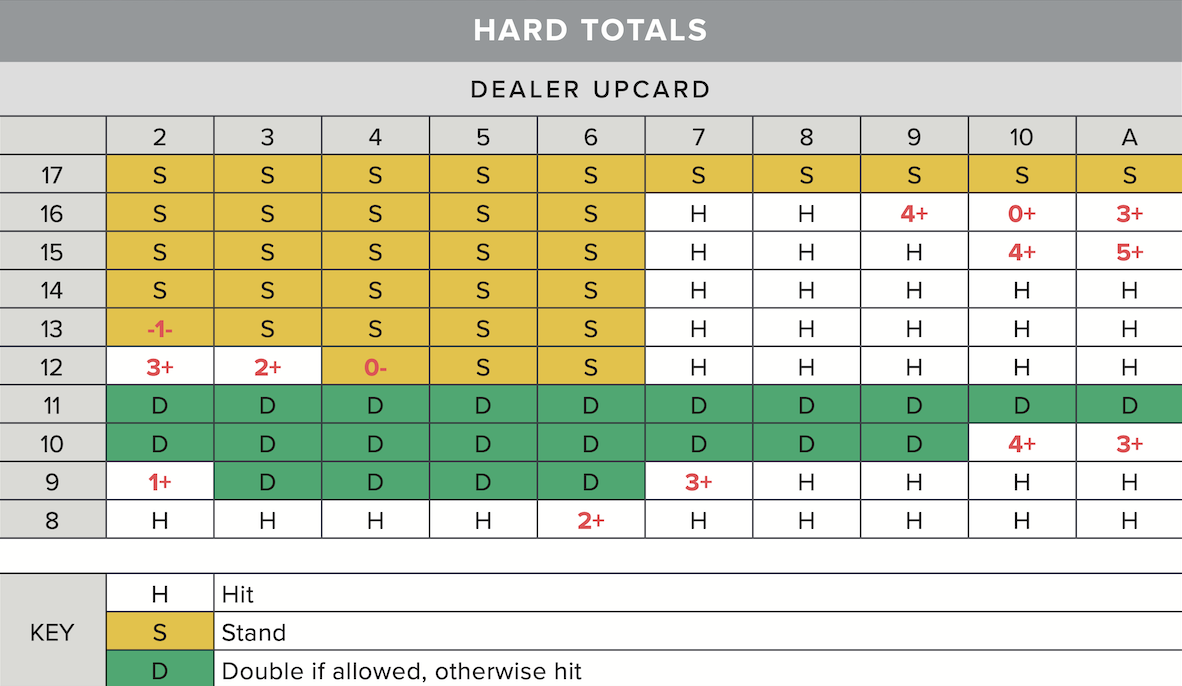 HARD TOTALS
DEALER UPCARD
2 3 4 5 6 7 8 9 10 A
17 S S S S S S S S S S
16 S S S S S H H 4+ 0+ 3+
15 S S S S S H H H 4+ 5+
14 S S S S S H H H H H
13 -1- S S S S H H H H H
12 3+ 2+ 0- S S H H H H H
11 D D D D D D D D D D
10 D D D D D D D D 4+ 3+
9 1+ D D D D 3+ H H H H
8 H H H H 2+ H H H H H
H Hit
KEY S Stand
D Double if allowed, otherwise hit